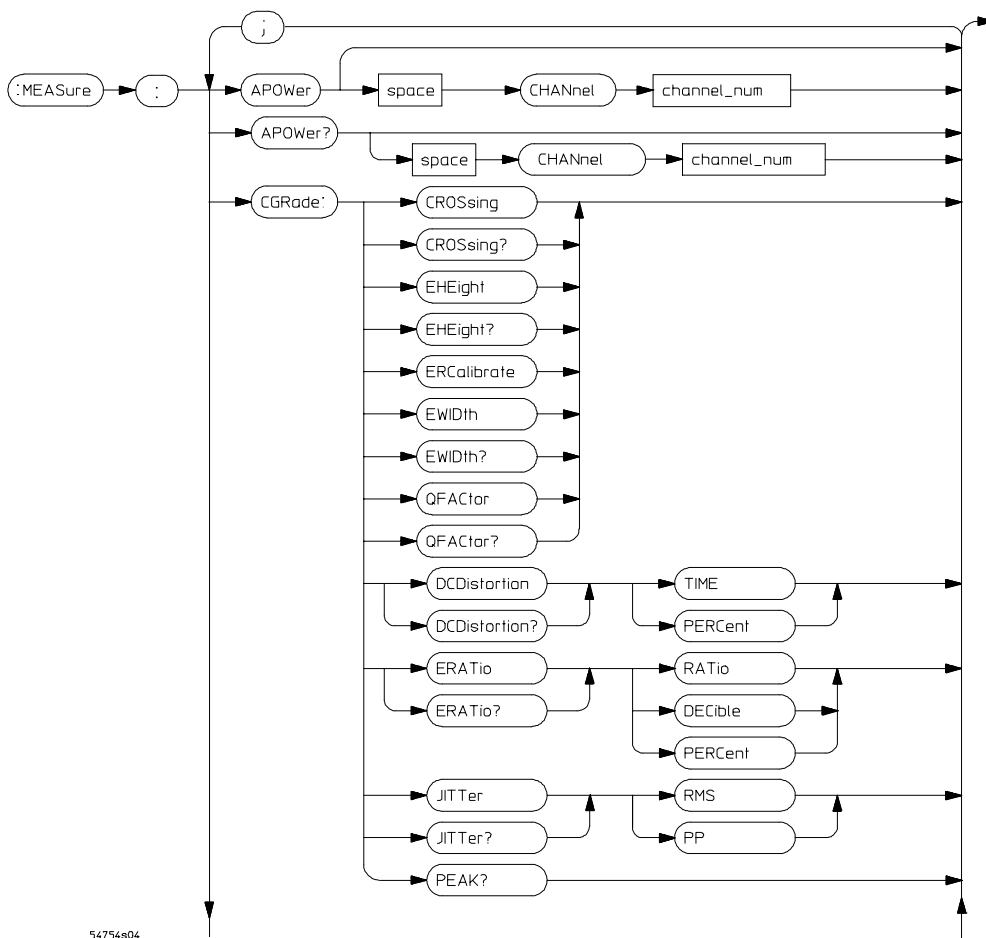 ;
:MEASure : APOWer space CHANnel channel_num
APOWer?
space CHANnel channel_num
CGRade: CROSsing
CROSsing?
EHEight
EHEight?
ERCalibrate
EWIDth
EWIDth?
QFACtor
QFACtor?
DCDistortion TIME
DCDistortion? PERCent
ERATio RATio
ERATio? DECible
PERCent
JITTer RMS
JITTer? PP
PEAK?
54754s04